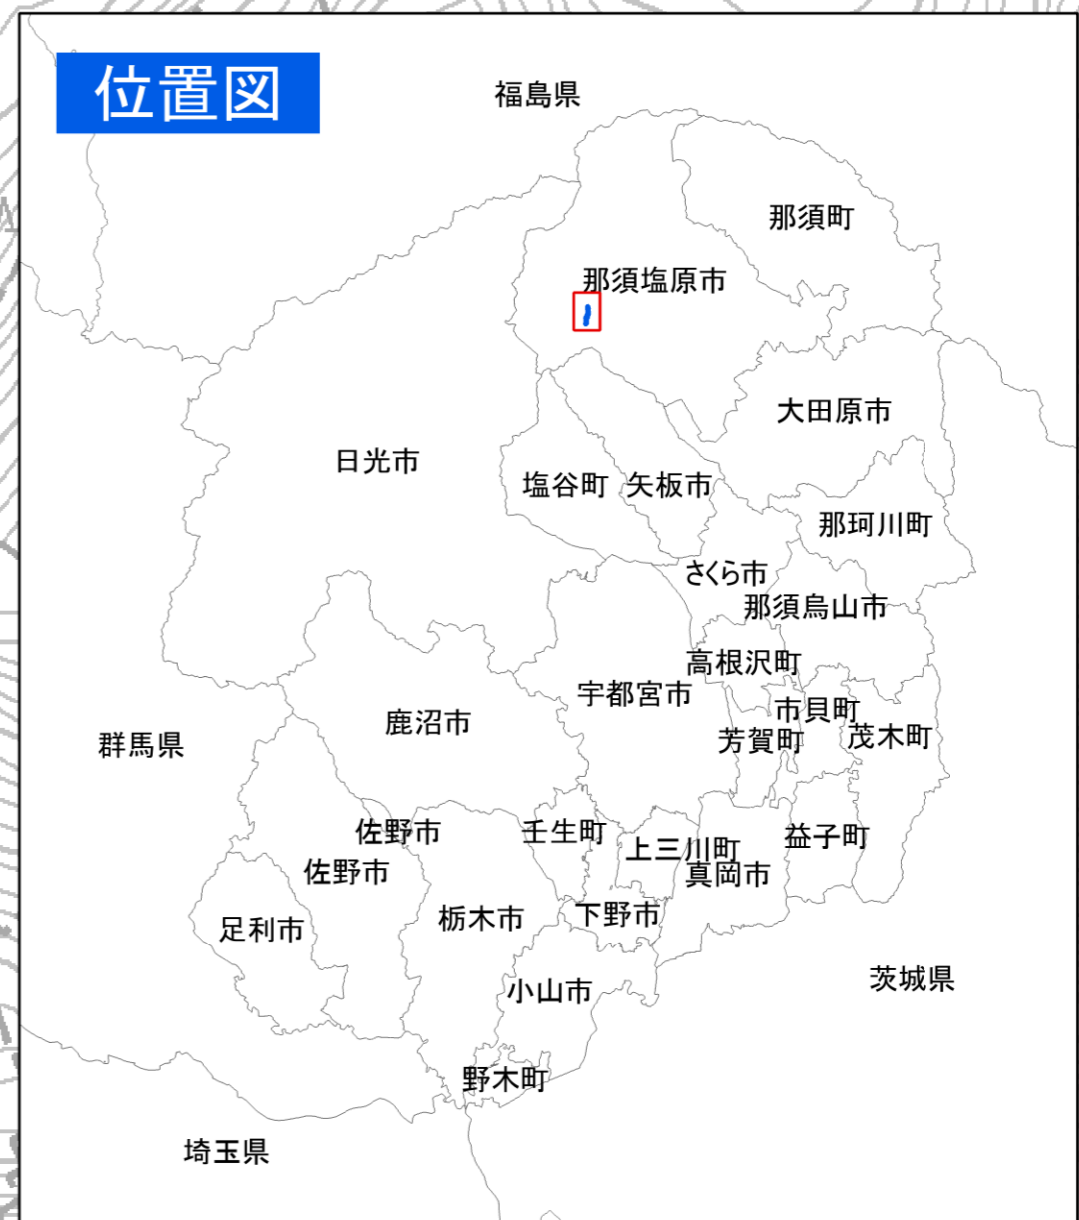 位置図
福島県
那須町
那須塩原市
大田原市
日光市
塩谷町
矢板市
那珂川町
さくら市
那須烏山市
高根沢町
宇都宮市
市貝町
鹿沼市
茂木町
芳賀町
群馬県
佐野市
壬生町
益子町
上三川町
佐野市
真岡市
下野市
栃木市
足利市
茨城県
小山市
野木町
埼玉県